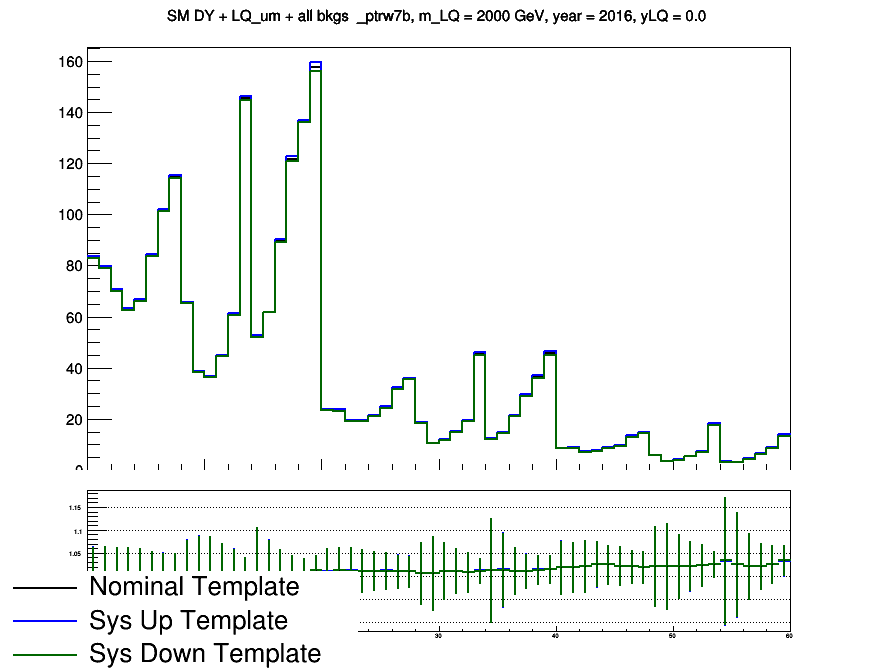 SM DY + LQ_um + all bkgs _ptrw7b, m_LQ = 2000 GeV, year = 2016, yLQ = 0.0
160
140
120
100
80
60
40
20
0
1.15
1.1
1.05
Nominal Template
Sys Up Template
Sys Down Template
30 40 50 60